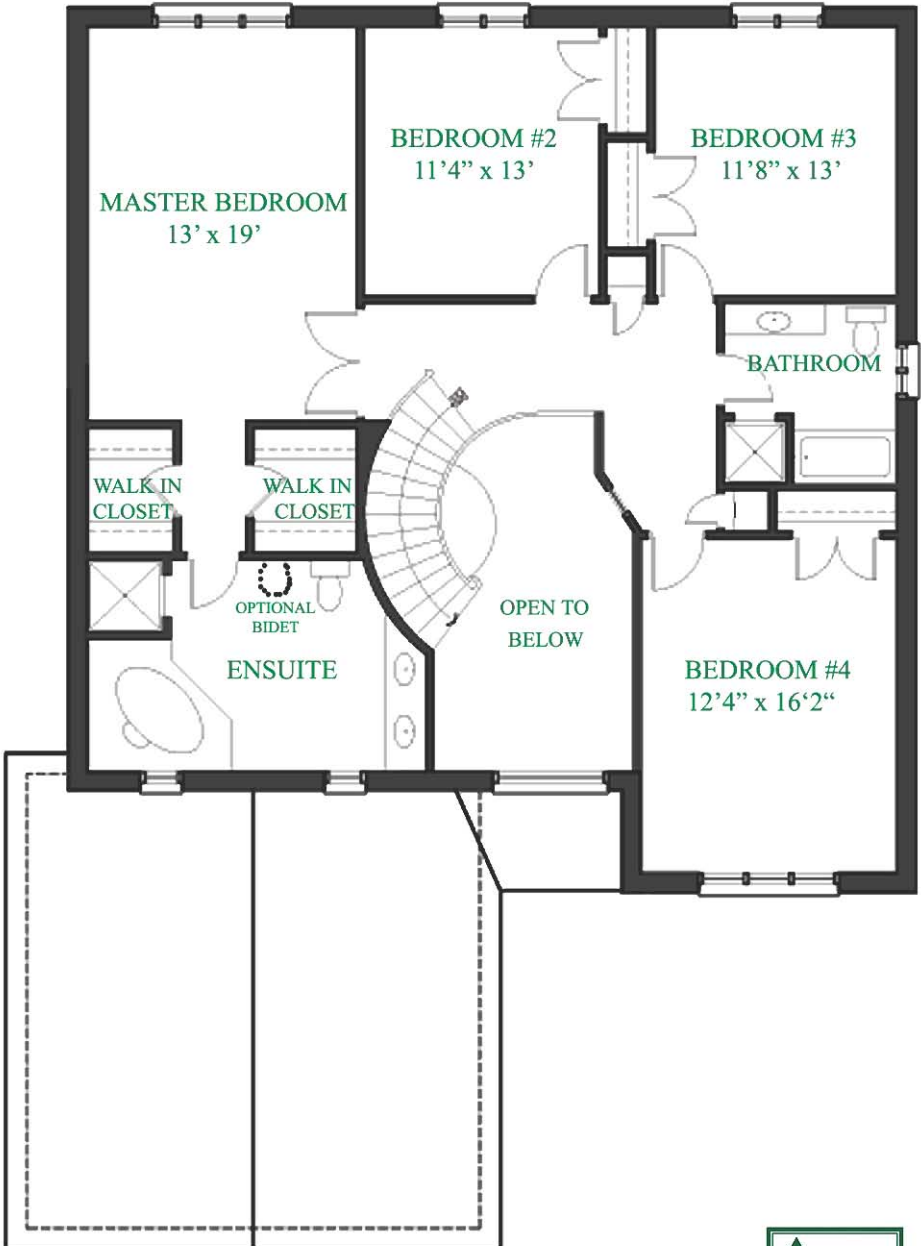 BEDROOM #2
11’4” x 13’
BEDROOM #3
11’8” x 13’
MASTER BEDROOM
13’ x 19’
BATHROOM
WALK IN
CLOSET
WALK IN
CLOSET
OPTIONAL
BIDET
ENSUITE
OPEN TO
BELOW
BEDROOM #4
12’4” x 16‘2“